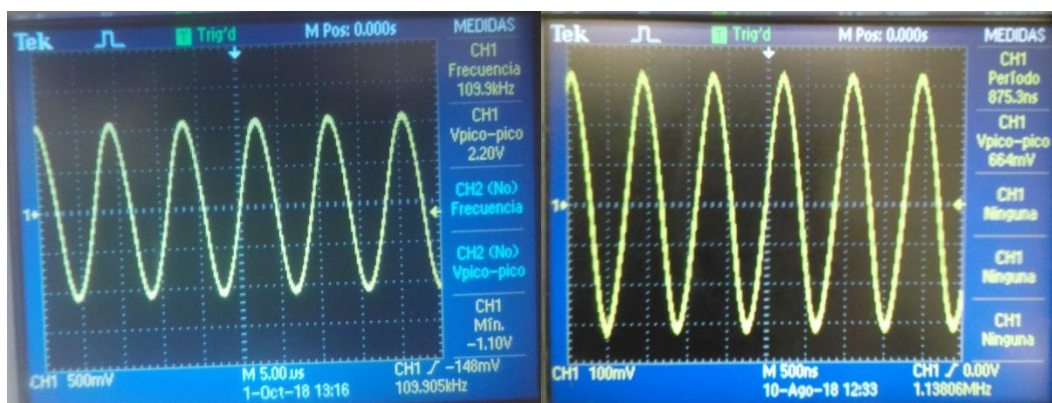 Tek
Trig'd
M Pos: 0.000s
MEDIDAS
CH1
Frecuencia
109.9kHz
CH1
Vpico-pico
2.20V
CH2 (No)
Frecuencia
CH2 (No)
Vpico-pico
CH1
Mín.
-1.10V
1
CH1 500mV
M 5.00us
CH1 / -148mV
1-Oct-18 13:16
109.905kHz
Tek
Trig'd
M Pos: 0.000s
MEDIDAS
CH1
Período
875.3ns
CH1
Vpico-pico
664mV
CH1
Ninguna
CH1
Ninguna
CH1
Ninguna
1
CH1 100mV
M 500ns
CH1 / 0.00V
10-Ago-18 12:33
1.13806MHz